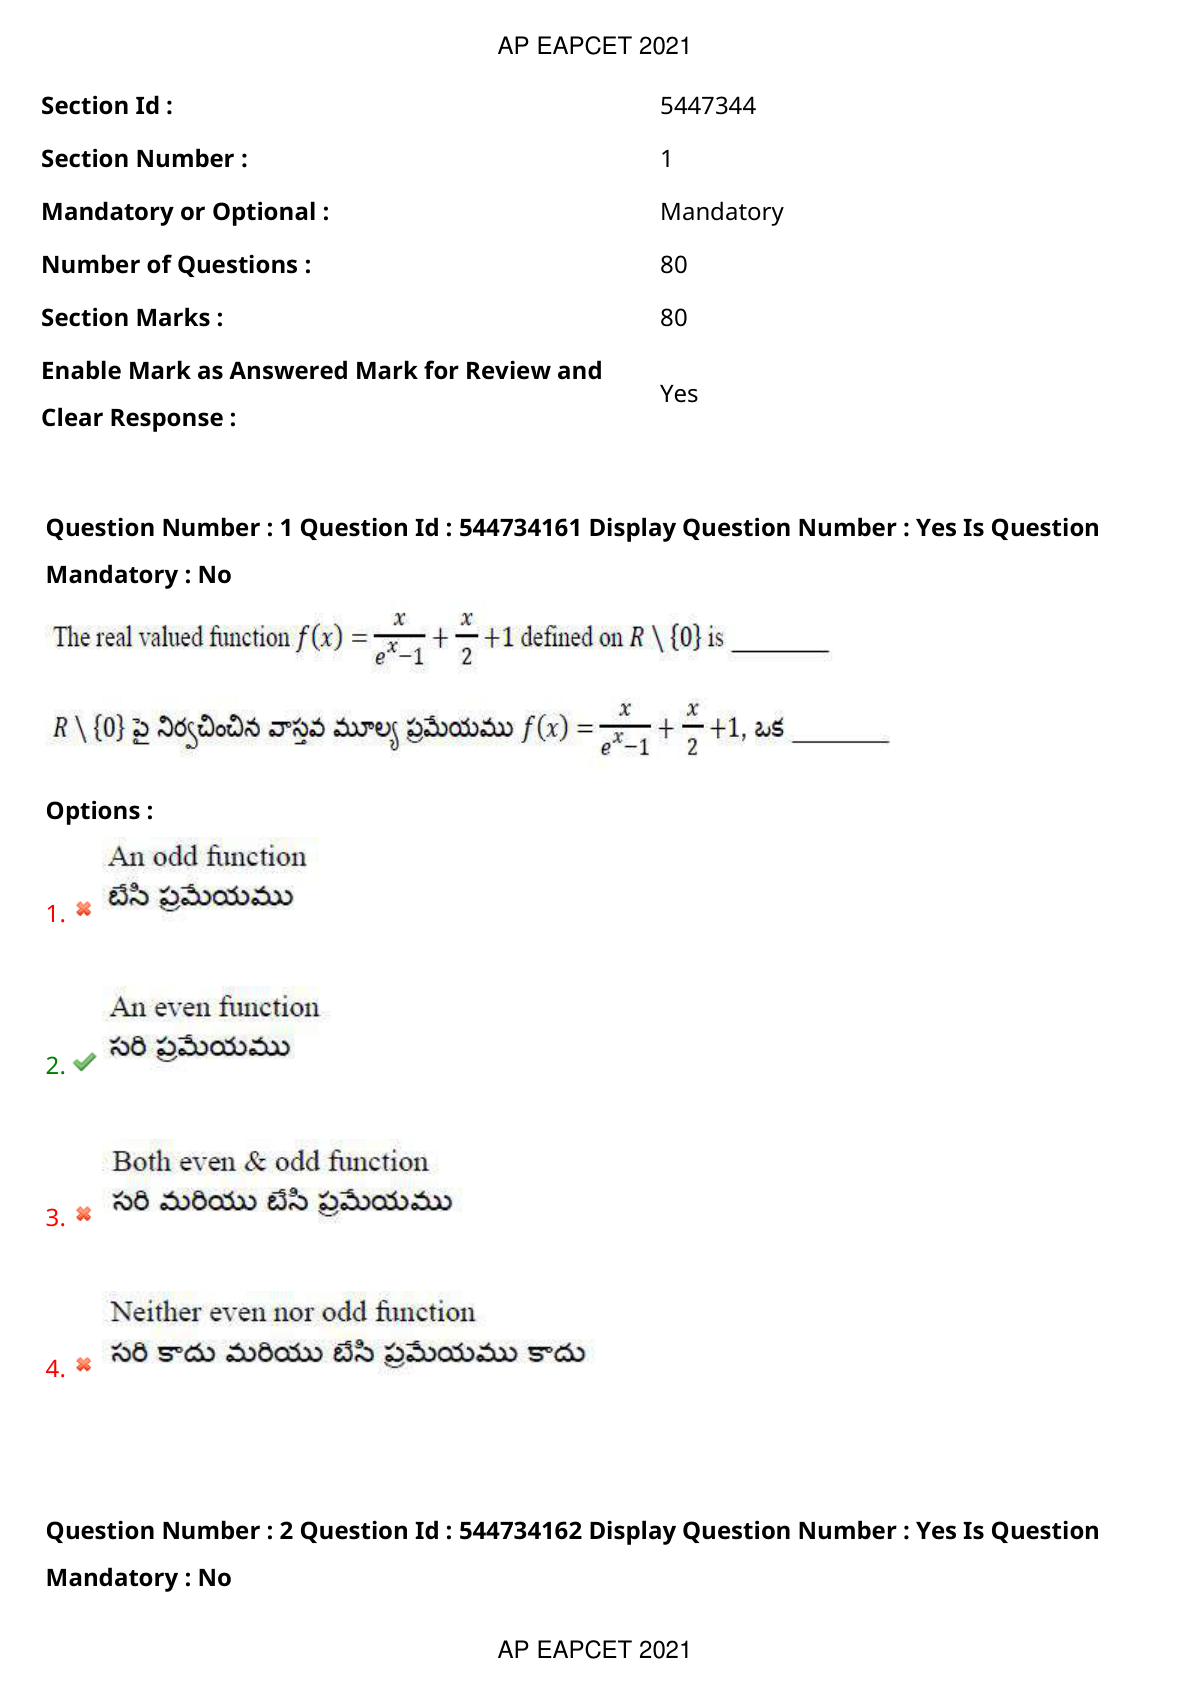 AP EAPCET 2021
Section Id : 5447344
Section Number : 1
Mandatory or Optional : Mandatory
Number of Questions : 80
Section Marks : 80
Enable Mark as Answered Mark for Review and
Clear Response : Yes
Question Number : 1 Question Id : 544734161 Display Question Number : Yes Is Question
Mandatory : No
The real valued function f(x) = x/(e^x−1) + x/2 +1 defined on R \ {0} is ________
R \ {0} పై నిర్వచించిన వాస్తవ మూల్య ప్రమేయము f(x) = x/(e^x−1) + x/2 +1, ఒక ________
Options :
An odd function
బేసి ప్రమేయము
1.
An even function
సరి ప్రమేయము
2.
Both even & odd function
సరి మరియు బేసి ప్రమేయము
3.
Neither even nor odd function
సరి కాదు మరియు బేసి ప్రమేయము కాదు
4.
Question Number : 2 Question Id : 544734162 Display Question Number : Yes Is Question
Mandatory : No
AP EAPCET 2021